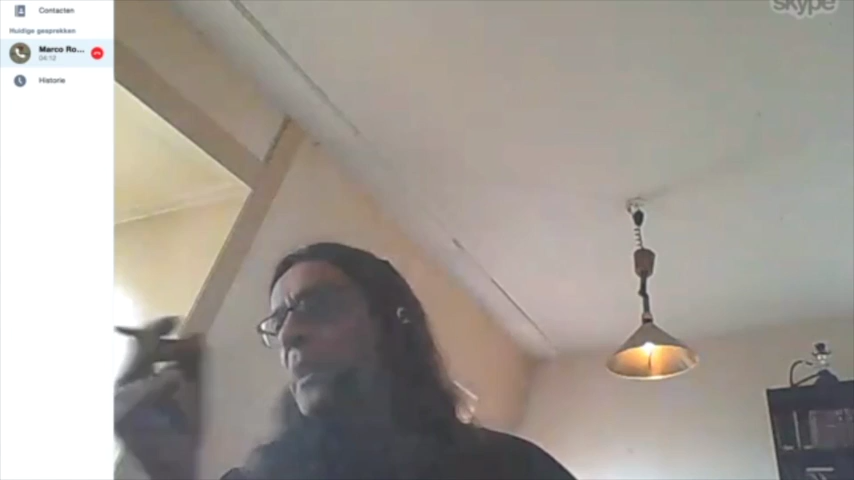 skype
Contacten
Huidige gesprekken
Marco Ro...
04:12
Historie